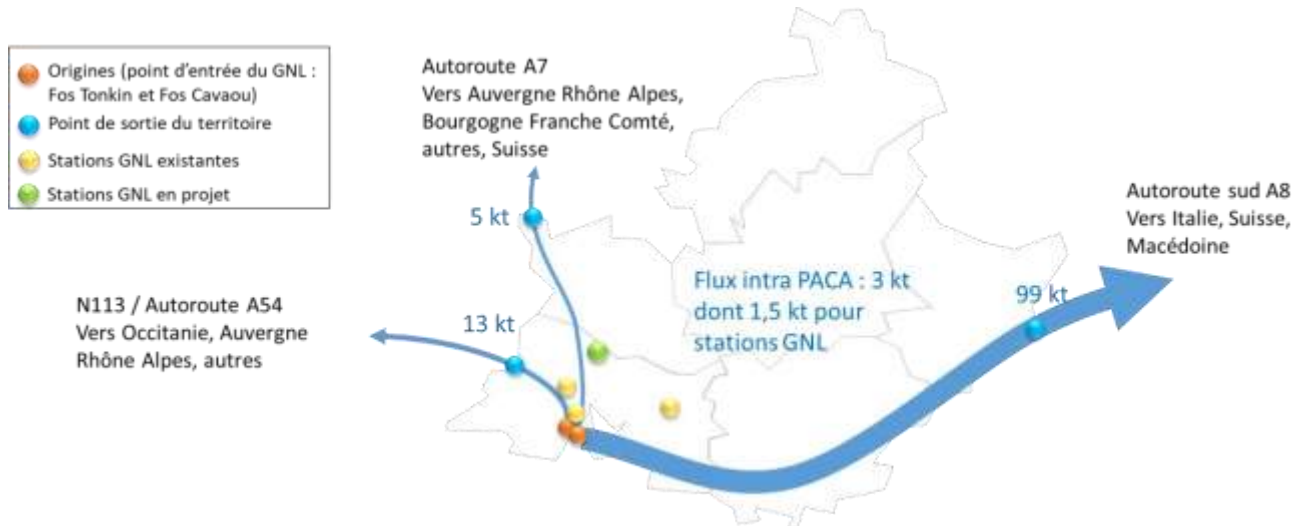 Origines (point d'entrée du GNL :
Fos Tonkin et Fos Cavaou)
Point de sortie du territoire
Stations GNL existantes
Stations GNL en projet
Autoroute A7
Vers Auvergne Rhône Alpes,
Bourgogne Franche Comté,
autres, Suisse
5 kt
N113 / Autoroute A54
Vers Occitanie, Auvergne
Rhône Alpes, autres
13 kt
Flux intra PACA : 3 kt
dont 1,5 kt pour
stations GNL
99 kt
Autoroute sud A8
Vers Italie, Suisse,
Macédoine